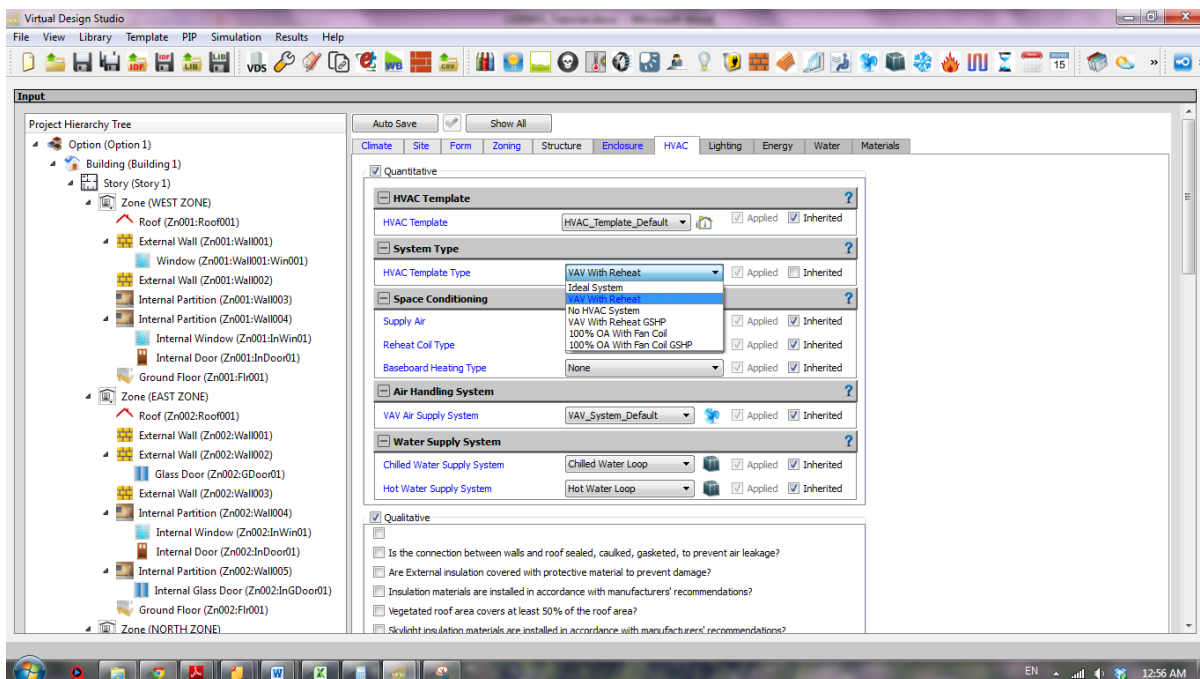 Virtual Design Studio
File View Library Template PIP Simulation Results Help
IDF LIB IDF LIB VDS WB CSV 15 »
Input
Project Hierarchy Tree
Option (Option 1)
Building (Building 1)
Story (Story 1)
Zone (WEST ZONE)
Roof (Zn001:Roof001)
External Wall (Zn001:Wall001)
Window (Zn001:Wall001:Win001)
External Wall (Zn001:Wall002)
Internal Partition (Zn001:Wall003)
Internal Partition (Zn001:Wall004)
Internal Window (Zn001:InWin01)
Internal Door (Zn001:InDoor01)
Ground Floor (Zn001:Flr001)
Zone (EAST ZONE)
Roof (Zn002:Roof001)
External Wall (Zn002:Wall001)
External Wall (Zn002:Wall002)
Glass Door (Zn002:GDoor01)
External Wall (Zn002:Wall003)
Internal Partition (Zn002:Wall004)
Internal Window (Zn002:InWin01)
Internal Door (Zn002:InDoor01)
Internal Partition (Zn002:Wall005)
Internal Glass Door (Zn002:InGDoor01)
Ground Floor (Zn002:Flr001)
Zone (NORTH ZONE)
Auto Save Show All
Climate Site Form Zoning Structure Enclosure HVAC Lighting Energy Water Materials
Quantitative
HVAC Template ?
HVAC Template HVAC_Template_Default Applied Inherited
System Type ?
HVAC Template Type VAV With Reheat Applied Inherited
Ideal System
VAV With Reheat
No HVAC System
VAV With Reheat GSHP
100% OA With Fan Coil
100% OA With Fan Coil GSHP
Space Conditioning ?
Supply Air Applied Inherited
Reheat Coil Type Applied Inherited
Baseboard Heating Type None Applied Inherited
Air Handling System ?
VAV Air Supply System VAV_System_Default Applied Inherited
Water Supply System ?
Chilled Water Supply System Chilled Water Loop Applied Inherited
Hot Water Supply System Hot Water Loop Applied Inherited
Qualitative
Is the connection between walls and roof sealed, caulked, gasketed, to prevent air leakage?
Are External insulation covered with protective material to prevent damage?
Insulation materials are installed in accordance with manufacturers' recommendations?
Vegetated roof area covers at least 50% of the roof area?
Skylight insulation materials are installed in accordance with manufacturers' recommendations?
EN 12:56 AM